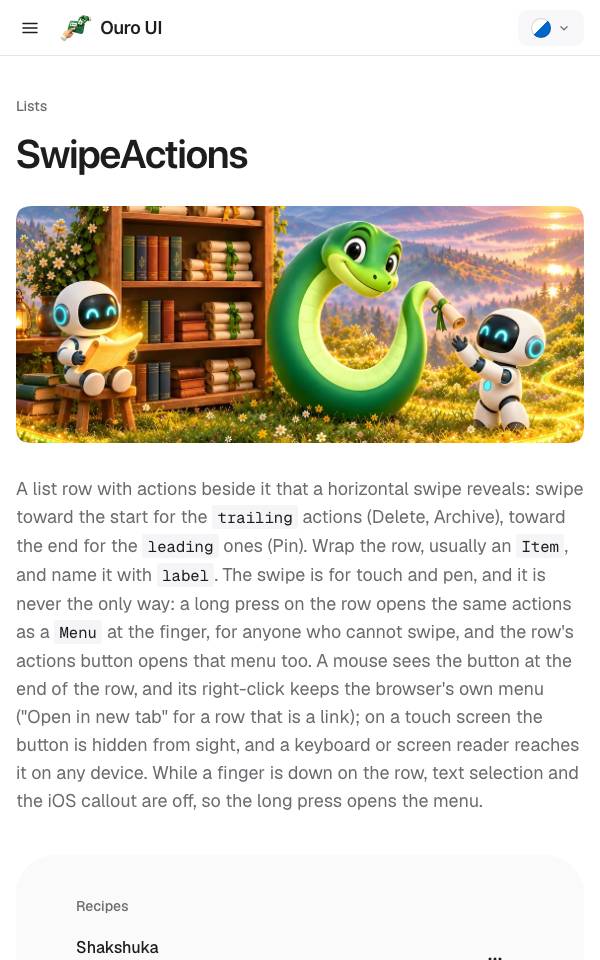 Ouro UI
Lists
SwipeActions
A list row with actions beside it that a horizontal swipe reveals: swipe
toward the start for the trailing actions (Delete, Archive), toward
the end for the leading ones (Pin). Wrap the row, usually an Item,
and name it with label. The swipe is for touch and pen, and it is
never the only way: a long press on the row opens the same actions
as a Menu at the finger, for anyone who cannot swipe, and the row's
actions button opens that menu too. A mouse sees the button at the
end of the row, and its right-click keeps the browser's own menu
("Open in new tab" for a row that is a link); on a touch screen the
button is hidden from sight, and a keyboard or screen reader reaches
it on any device. While a finger is down on the row, text selection and
the iOS callout are off, so the long press opens the menu.
Recipes
Shakshuka